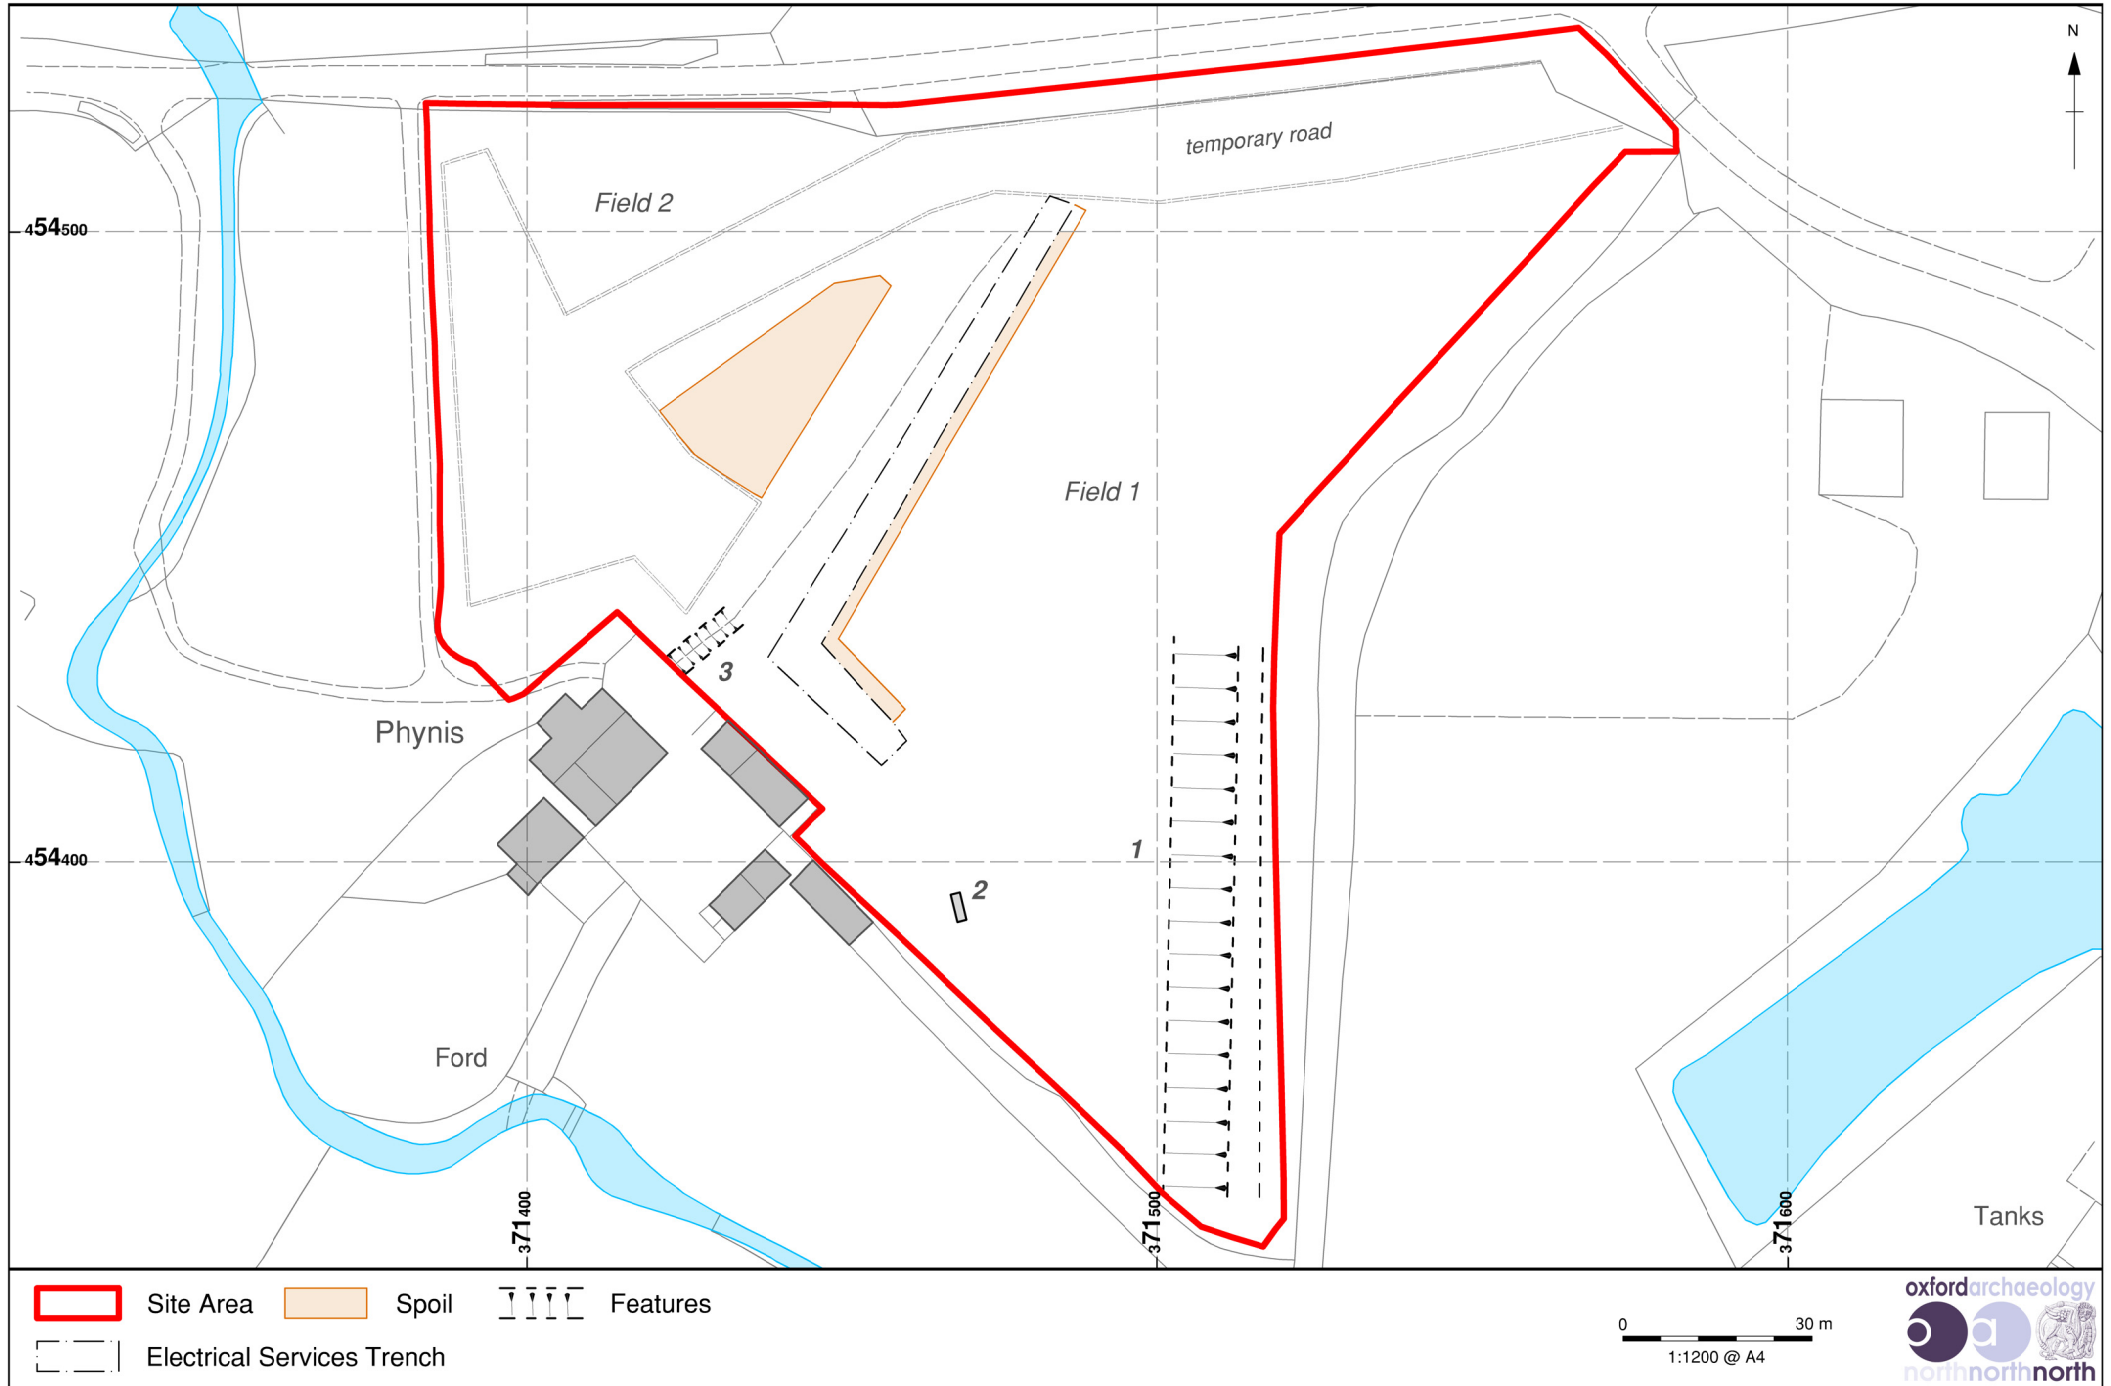 N
temporary road
Field 2
454500
Field 1
3
Phynis
1
454400
2
Ford
371400
371500
371600
Tanks
Site Area
Spoil
Features
Electrical Services Trench
0 30 m
1:1200 @ A4
oxfordarchaeology
oa
northnorthnorth